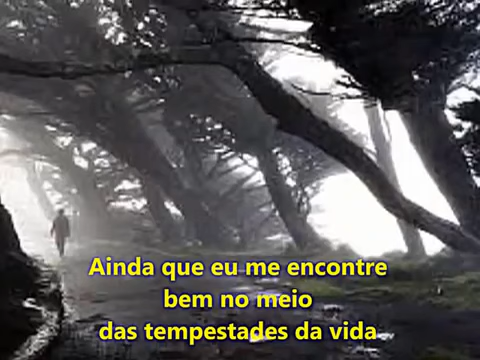 Ainda que eu me encontre
bem no meio
das tempestades da vida